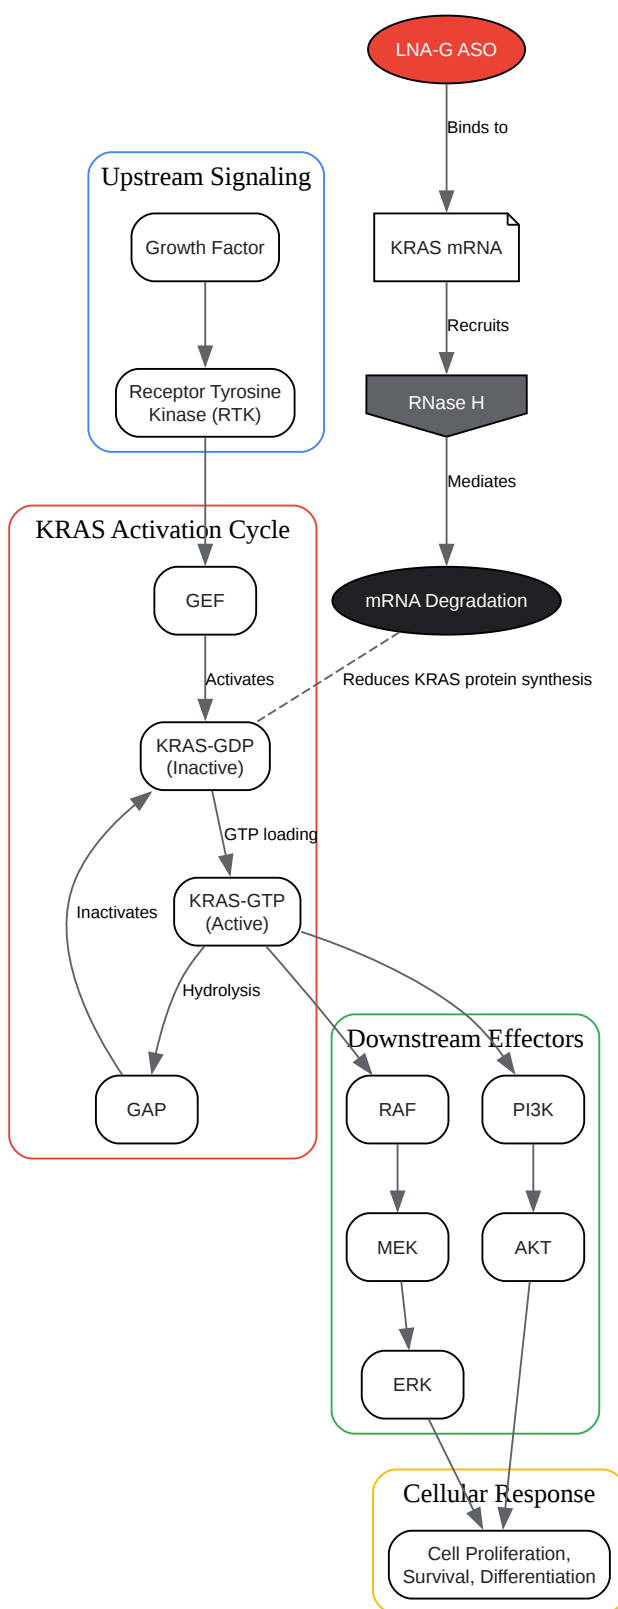 LNA-G ASO
Binds to
Upstream Signaling
Growth Factor
KRAS mRNA
Recruits
Receptor Tyrosine
Kinase (RTK)
RNase H
Mediates
KRAS Activation Cycle
GEF
mRNA Degradation
Activates
Reduces KRAS protein synthesis
KRAS-GDP
(Inactive)
GTP loading
KRAS-GTP
(Active)
Inactivates
Hydrolysis
Downstream Effectors
GAP
RAF
PI3K
MEK
AKT
ERK
Cellular Response
Cell Proliferation,
Survival, Differentiation